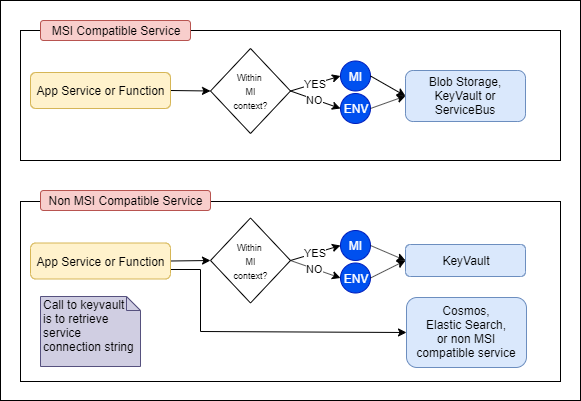 MSI Compatible Service
App Service or Function
Within
MI
context?
YES
NO
MI
ENV
Blob Storage,
KeyVault or
ServiceBus
Non MSI Compatible Service
App Service or Function
Within
MI
context?
YES
NO
MI
ENV
KeyVault
Call to keyvault
is to retrieve
service
connection string
Cosmos,
Elastic Search,
or non MSI
compatible service